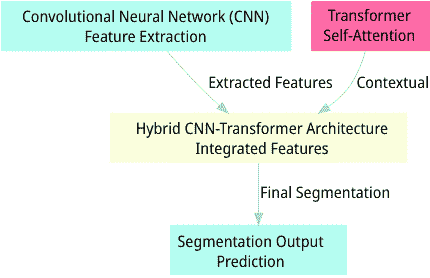 Convolutional Neural Network (CNN)
Feature Extraction
Transformer
Self-Attention
Extracted Features
Contextual
Hybrid CNN-Transformer Architecture
Integrated Features
Final Segmentation
Segmentation Output
Prediction